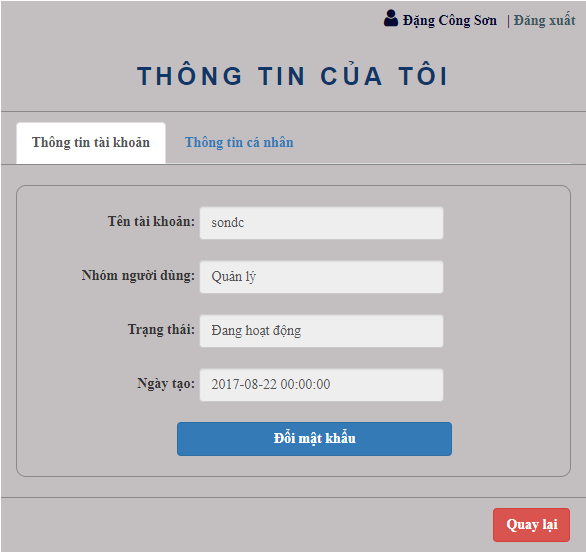 Đặng Công Sơn | Đăng xuất
THÔNG TIN CỦA TÔI
Thông tin tài khoản Thông tin cá nhân
Tên tài khoản: sondc
Nhóm người dùng: Quản lý
Trạng thái: Đang hoạt động
Ngày tạo: 2017-08-22 00:00:00
Đổi mật khẩu
Quay lại